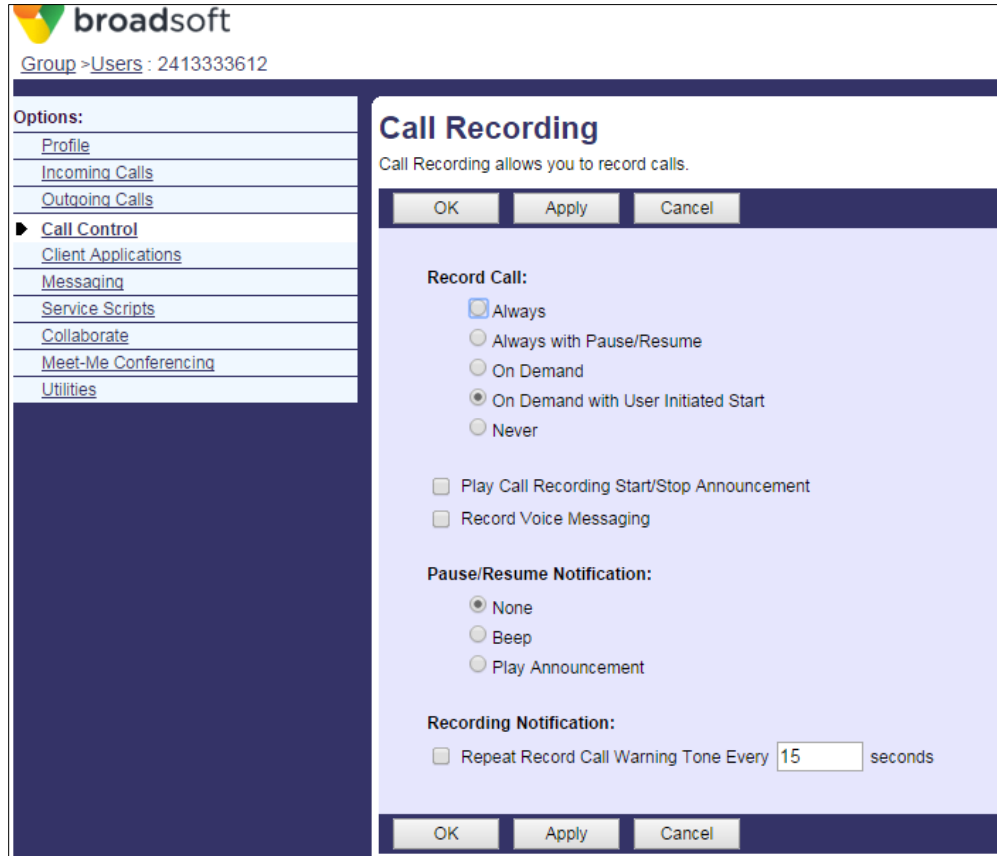 broadsoft
Group >Users : 2413333612
Options:
Profile
Incoming Calls
Outgoing Calls
Call Control
Client Applications
Messaging
Service Scripts
Collaborate
Meet-Me Conferencing
Utilities
Call Recording
Call Recording allows you to record calls.
OK Apply Cancel
Record Call:
Always
Always with Pause/Resume
On Demand
On Demand with User Initiated Start
Never
Play Call Recording Start/Stop Announcement
Record Voice Messaging
Pause/Resume Notification:
None
Beep
Play Announcement
Recording Notification:
Repeat Record Call Warning Tone Every 15 seconds
OK Apply Cancel